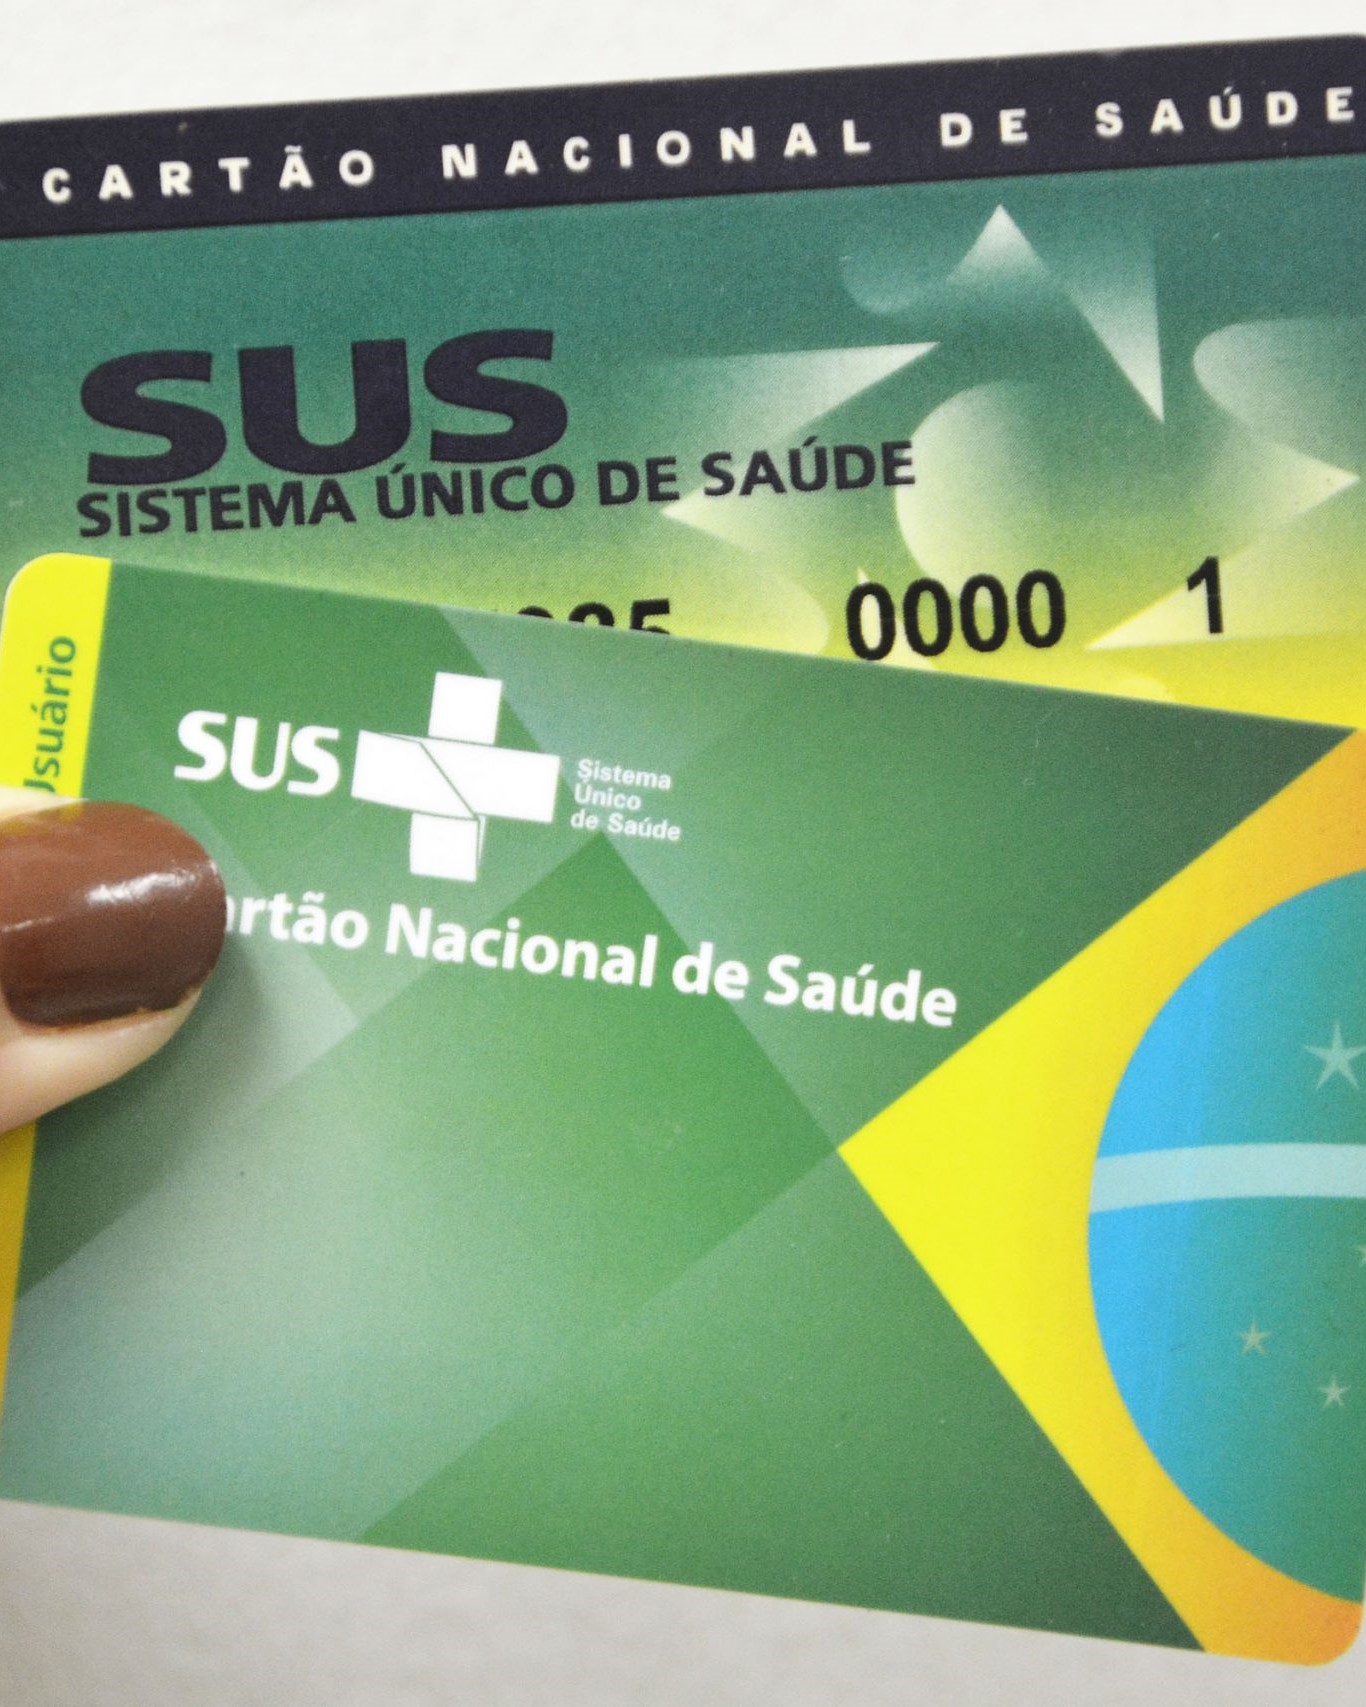 CARTÃO NACIONAL DE SAÚDE
SUS
SISTEMA ÚNICO DE SAÚDE
0000 1
Usuário
SUS
Sistema
Único
de Saúde
Cartão Nacional de Saúde